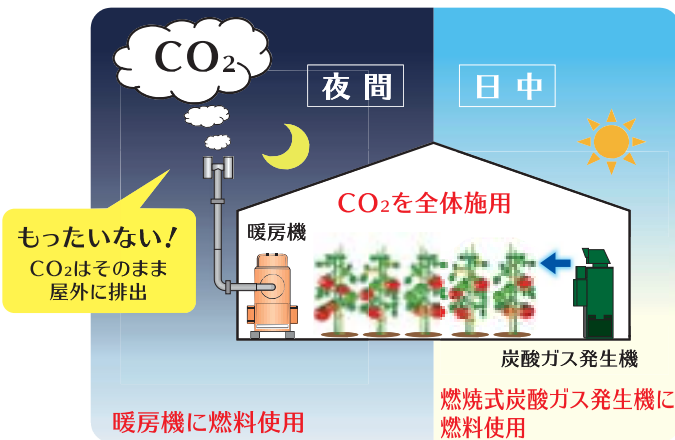 CO₂
夜間
日中
CO₂を全体施用
暖房機
もったいない!
CO₂はそのまま
屋外に排出
炭酸ガス発生機
暖房機に燃料使用
燃焼式炭酸ガス発生機に
燃料使用